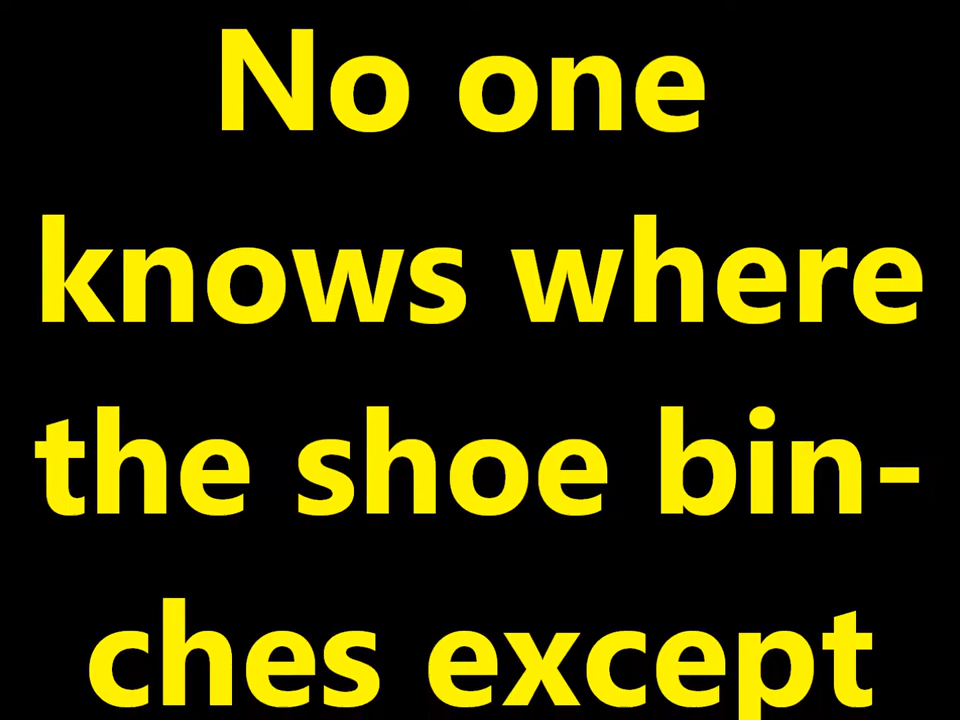 No one
knows where
the shoe bin-
ches except